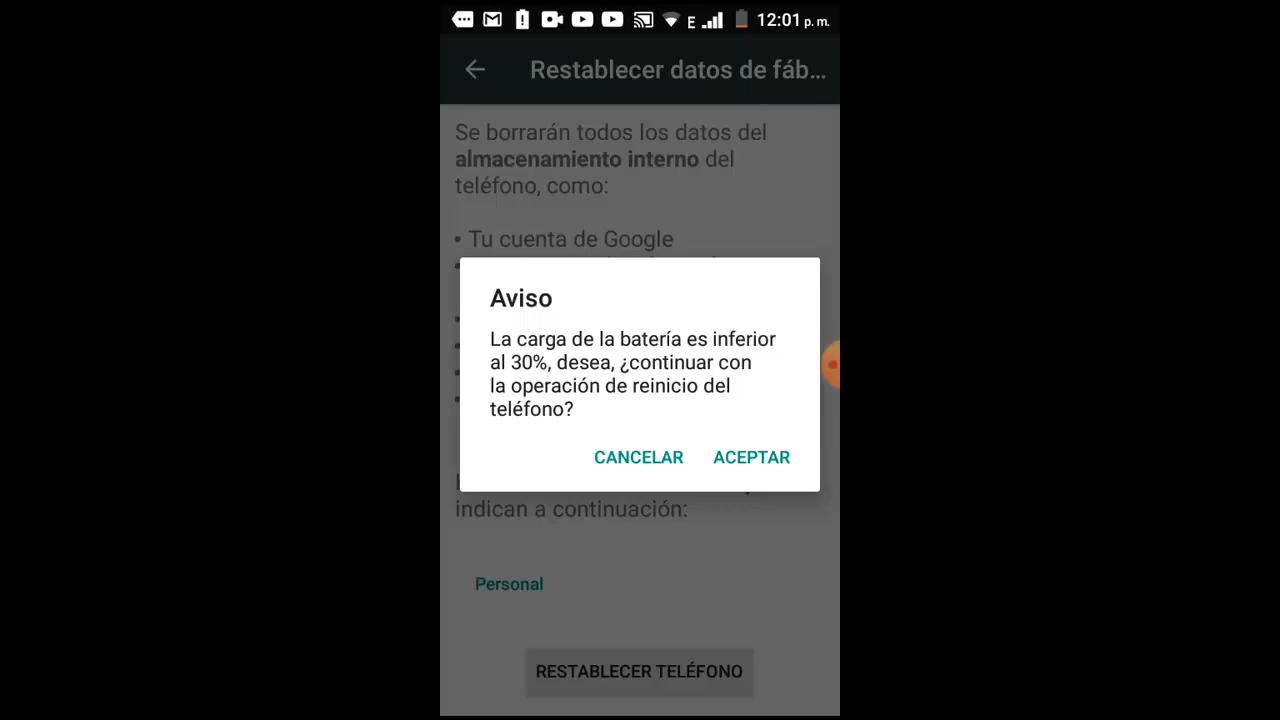 E 12:01 p. m.
Restablecer datos de fáb...
Se borrarán todos los datos del
almacenamiento interno del
teléfono, como:
• Tu cuenta de Google
Aviso
La carga de la batería es inferior
al 30%, desea, ¿continuar con
la operación de reinicio del
teléfono?
CANCELAR ACEPTAR
indican a continuación:
Personal
RESTABLECER TELÉFONO